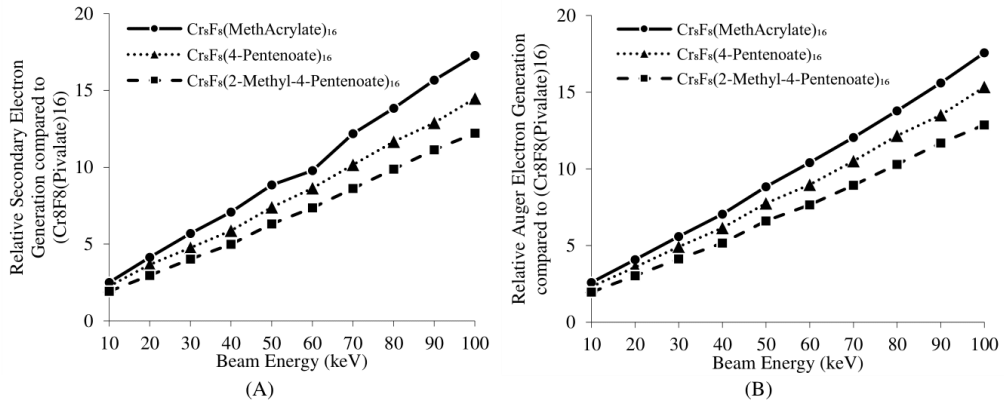 Relative Secondary Electron
Generation compared to
(Cr8F8(Pivalate)16)
20
15
10
5
0
Cr₈F₈(MethAcrylate)₁₆
Cr₈F₈(4-Pentenoate)₁₆
Cr₈F₈(2-Methyl-4-Pentenoate)₁₆
10 20 30 40 50 60 70 80 90 100
Beam Energy (keV)
(A)
Relative Auger Electron Generation
compared to (Cr8F8(Pivalate)16)
20
15
10
5
0
Cr₈F₈(MethAcrylate)₁₆
Cr₈F₈(4-Pentenoate)₁₆
Cr₈F₈(2-Methyl-4-Pentenoate)₁₆
10 20 30 40 50 60 70 80 90 100
Beam Energy (keV)
(B)